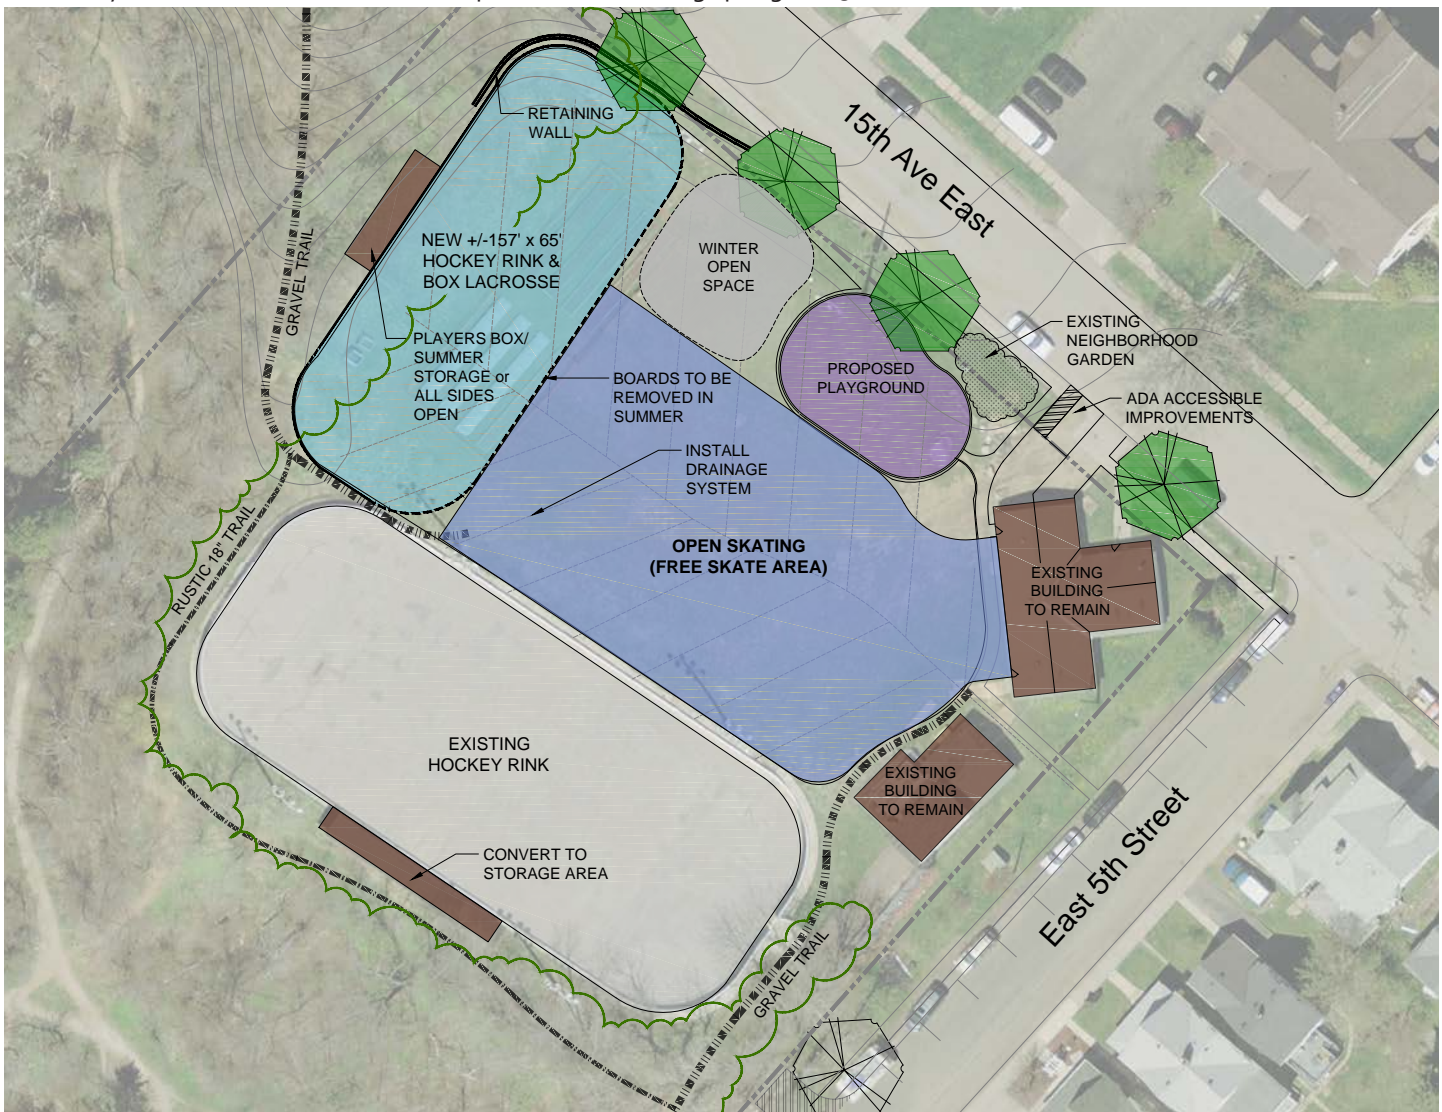 15th Ave East
RETAINING
WALL
NEW +/-157' x 65'
HOCKEY RINK &
BOX LACROSSE
WINTER
OPEN
SPACE
GRAVEL TRAIL
PLAYERS BOX/
SUMMER
STORAGE or
ALL SIDES
OPEN
BOARDS TO BE
REMOVED IN
SUMMER
PROPOSED
PLAYGROUND
EXISTING
NEIGHBORHOOD
GARDEN
ADA ACCESSIBLE
IMPROVEMENTS
INSTALL
DRAINAGE
SYSTEM
RUSTIC 18" TRAIL
OPEN SKATING
(FREE SKATE AREA)
EXISTING
BUILDING
TO REMAIN
EXISTING
HOCKEY RINK
EXISTING
BUILDING
TO REMAIN
CONVERT TO
STORAGE AREA
GRAVEL TRAIL
East 5th Street